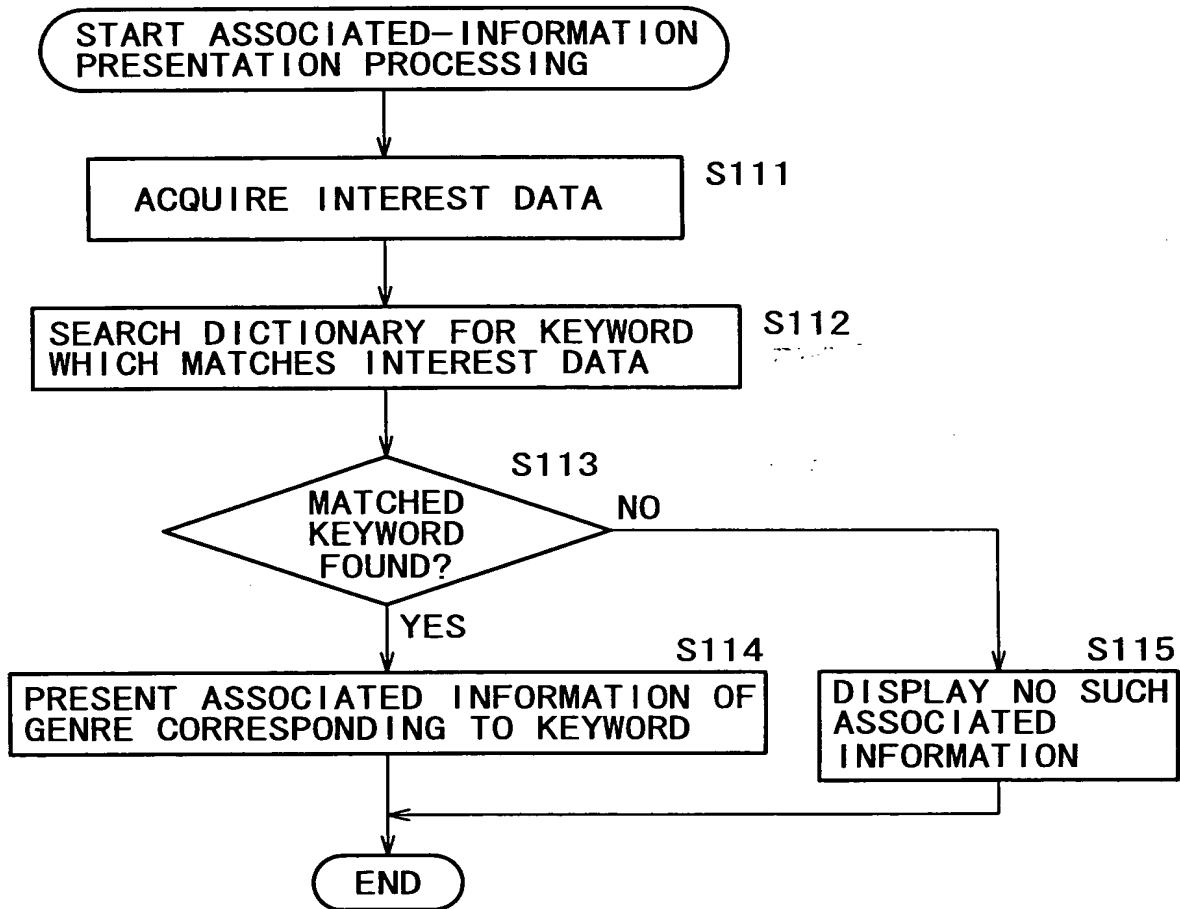 START ASSOCIATED-INFORMATION
PRESENTATION PROCESSING
S111
ACQUIRE INTEREST DATA
S112
SEARCH DICTIONARY FOR KEYWORD
WHICH MATCHES INTEREST DATA
S113
MATCHED
KEYWORD
FOUND?
NO
YES
S114
PRESENT ASSOCIATED INFORMATION OF
GENRE CORRESPONDING TO KEYWORD
S115
DISPLAY NO SUCH
ASSOCIATED
INFORMATION
END